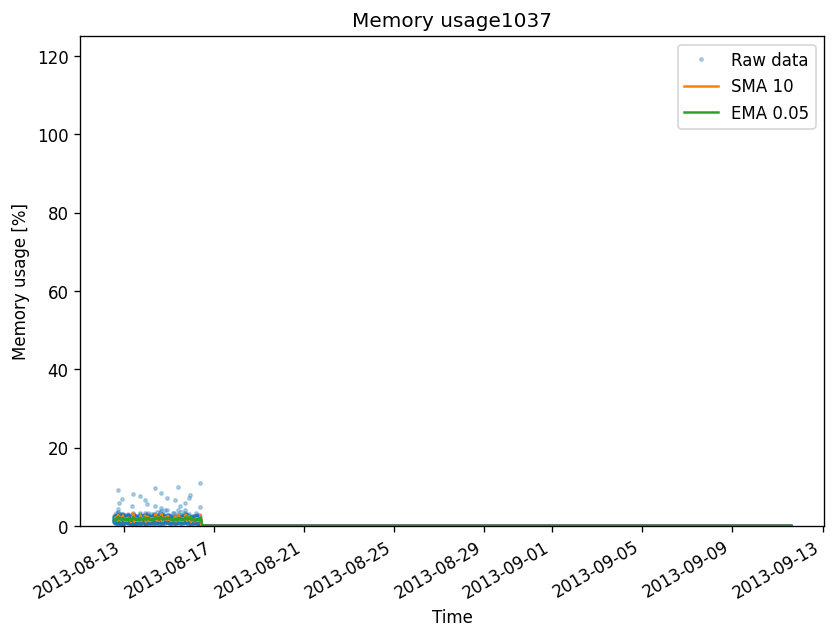 Memory usage1037
Raw data
SMA 10
EMA 0.05
Memory usage [%]
120
100
80
60
40
20
0
2013-08-13
2013-08-17
2013-08-21
2013-08-25
2013-08-29
2013-09-01
2013-09-05
2013-09-09
2013-09-13
Time